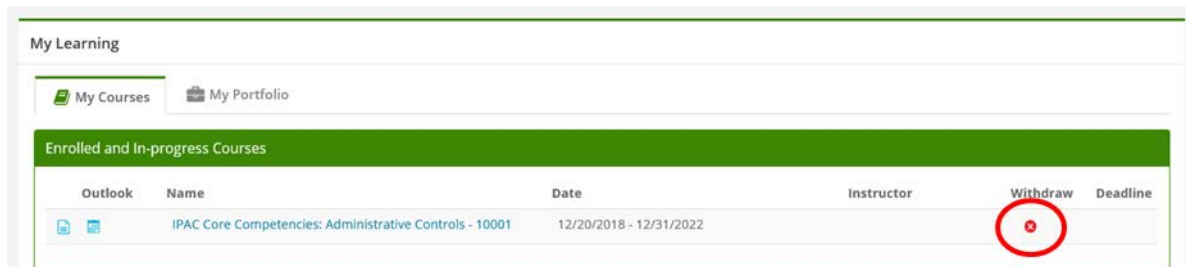 My Learning
My Courses My Portfolio
Enrolled and In-progress Courses
Outlook Name Date Instructor Withdraw Deadline
IPAC Core Competencies: Administrative Controls - 10001 12/20/2018 - 12/31/2022